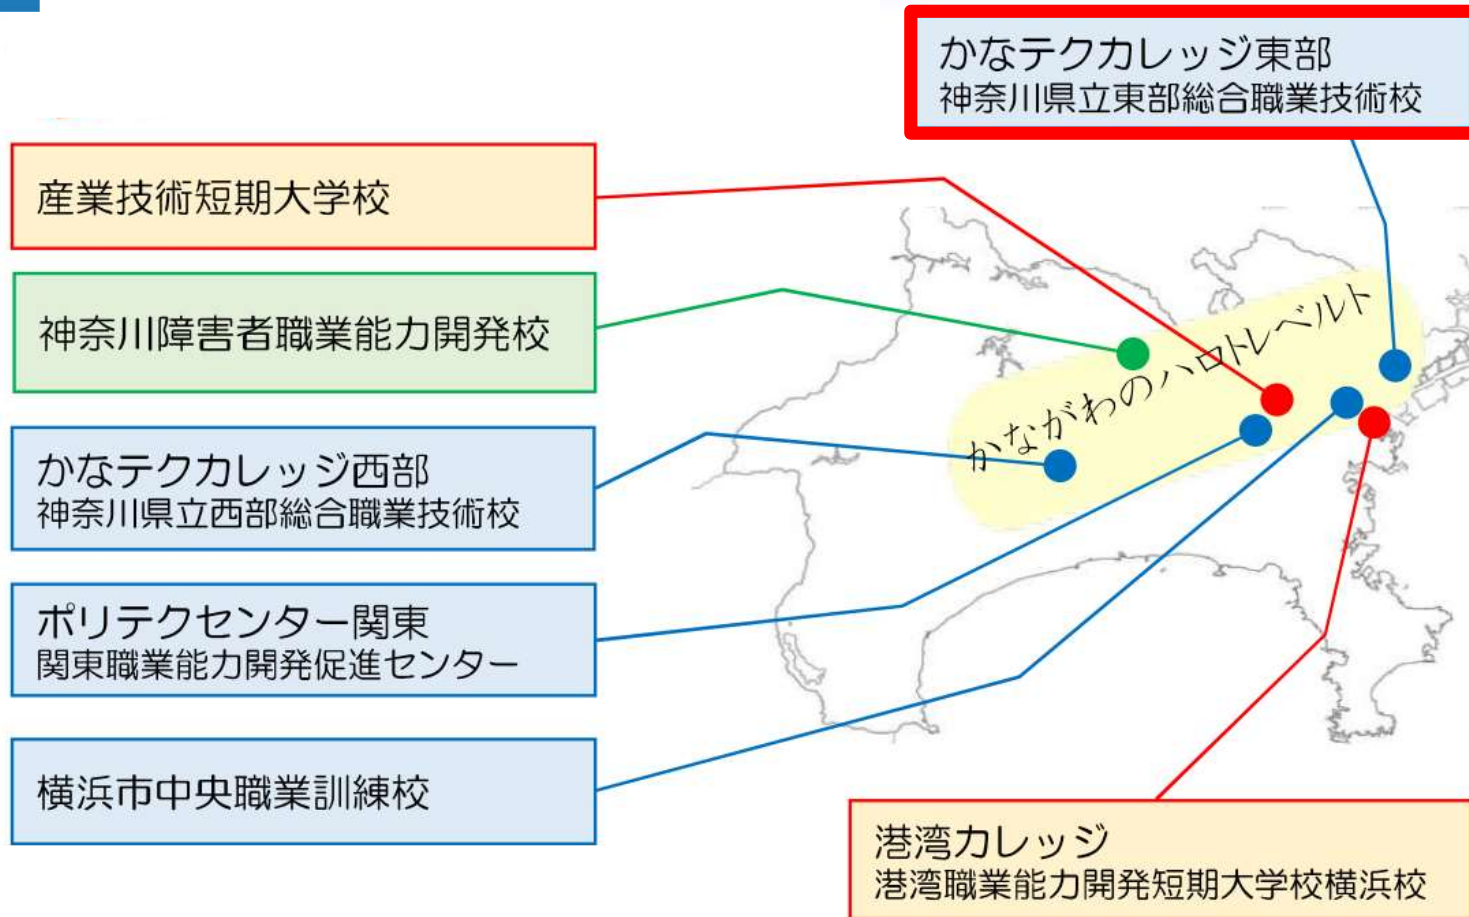 かなテクカレッジ東部
神奈川県立東部総合職業技術校
産業技術短期大学校
神奈川障害者職業能力開発校
かながわのハロトレベルト
かなテクカレッジ西部
神奈川県立西部総合職業技術校
ポリテクセンター関東
関東職業能力開発促進センター
横浜市中央職業訓練校
港湾カレッジ
港湾職業能力開発短期大学校横浜校